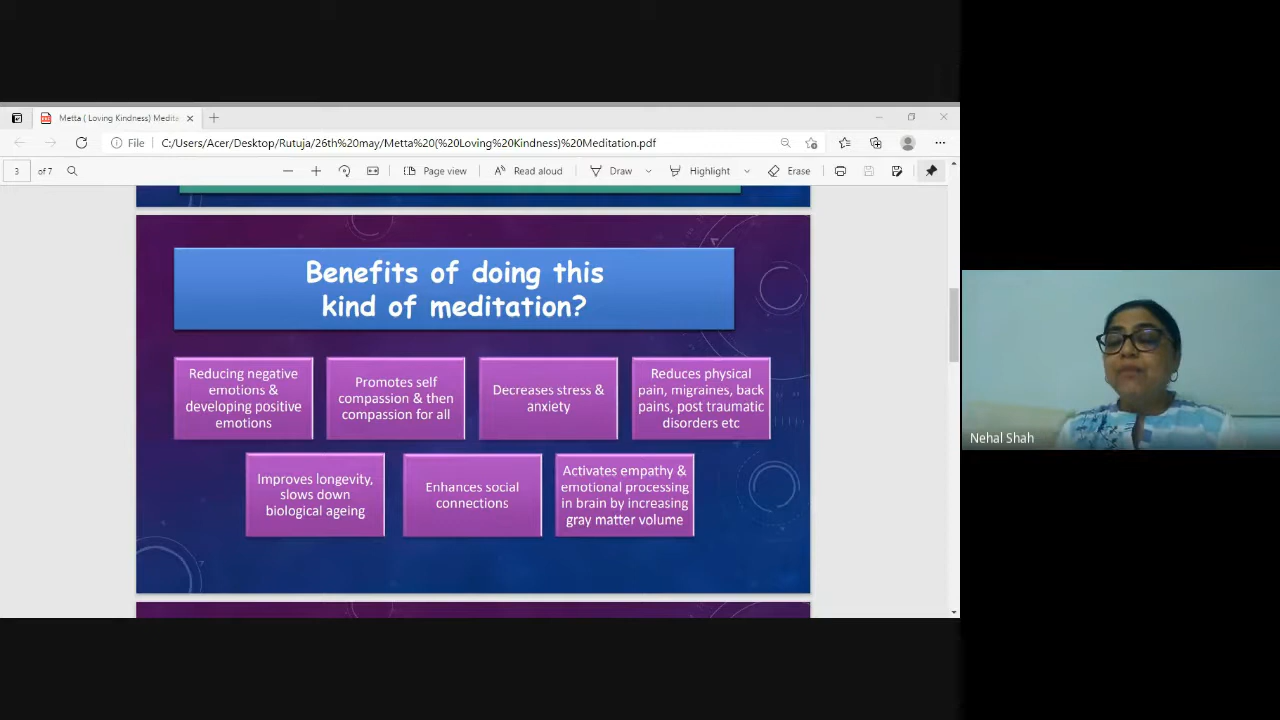 Metta ( Loving Kindness) Medita
File
C:/Users/Acer/Desktop/Rutuja/26th%20may/Metta%20(%20Loving%20Kindness)%20Meditation.pdf
3 of 7
Page view
Read aloud
Draw
Highlight
Erase
Benefits of doing this
kind of meditation?
Reducing negative
emotions &
developing positive
emotions
Promotes self
compassion & then
compassion for all
Decreases stress &
anxiety
Reduces physical
pain, migraines, back
pains, post traumatic
disorders etc
Improves longevity,
slows down
biological ageing
Enhances social
connections
Activates empathy &
emotional processing
in brain by increasing
gray matter volume
Nehal Shah